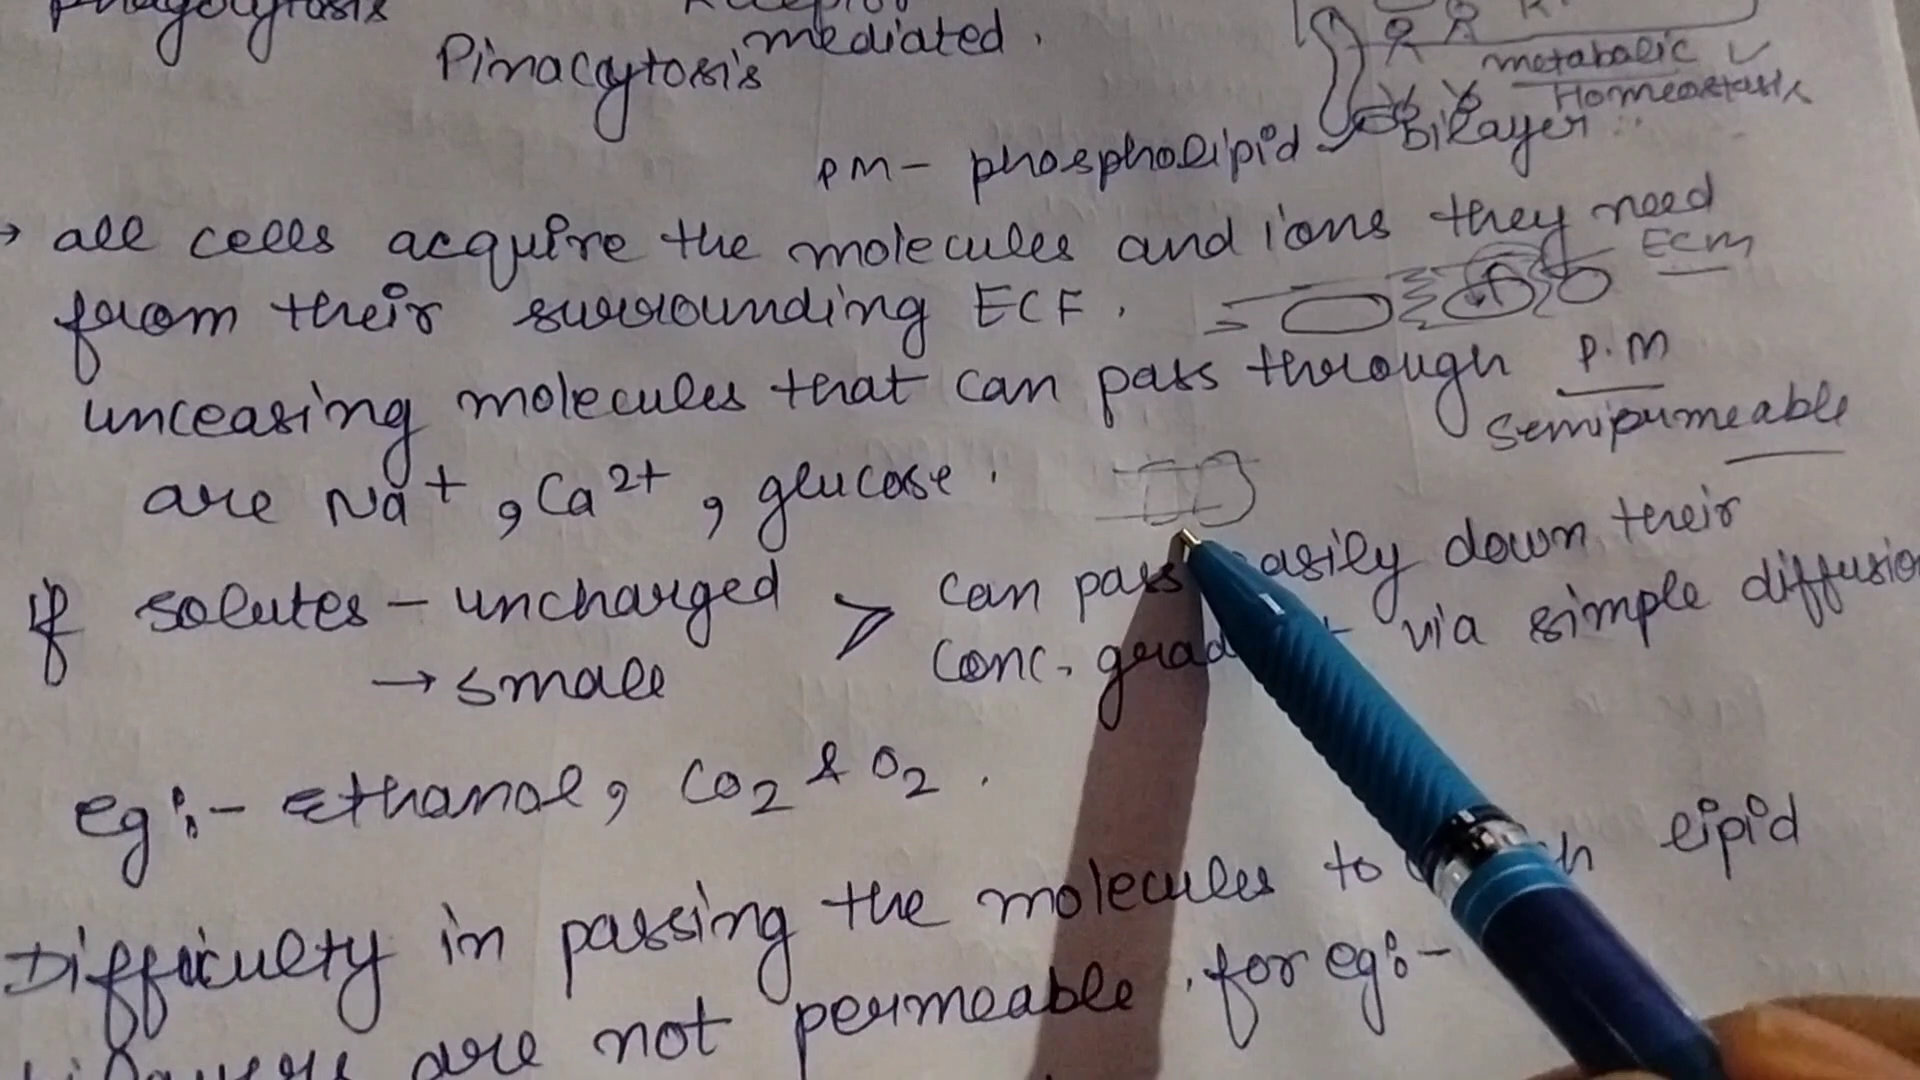 phagocytosis
Pinacytosis mediated.
metabolic
Homeostasis
PM - phospholipid Bilayer
→ all cells acquire the molecules and ions they need
ECM
from their surrounding ECF.
unceasing molecules that can pass through P.M
semipermeable
are Na+, Ca2+, glucose.
if solutes - uncharged > can pass easily down their
→ small conc. grad via simple diffusion
eg:- Ethanol, CO2 & O2.
Difficulty in passing the molecules to lipid
are not permeable. for eg:-